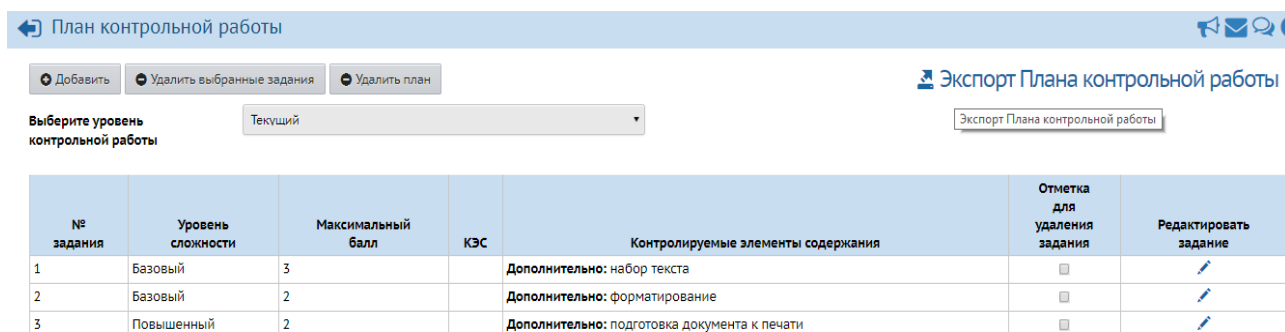 План контрольной работы
Добавить
Удалить выбранные задания
Удалить план
Экспорт Плана контрольной работы
Выберите уровень
контрольной работы
Текущий
Экспорт Плана контрольной работы
№
задания
Уровень
сложности
Максимальный
балл
КЭС
Контролируемые элементы содержания
Отметка
для
удаления
задания
Редактировать
задание
1 Базовый 3 Дополнительно: набор текста
2 Базовый 2 Дополнительно: форматирование
3 Повышенный 2 Дополнительно: подготовка документа к печати